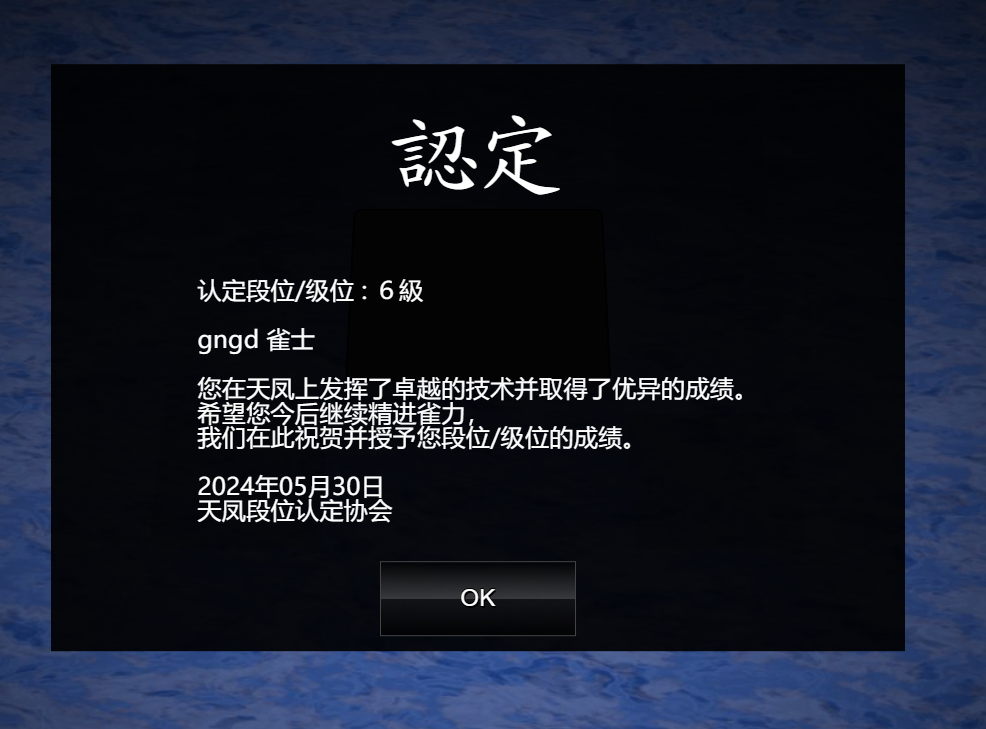 認定
认定段位/级位：６級
gngd 雀士
您在天凤上发挥了卓越的技术并取得了优异的成绩。
希望您今后继续精进雀力，
我们在此祝贺并授予您段位/级位的成绩。
2024年05月30日
天凤段位认定协会
OK